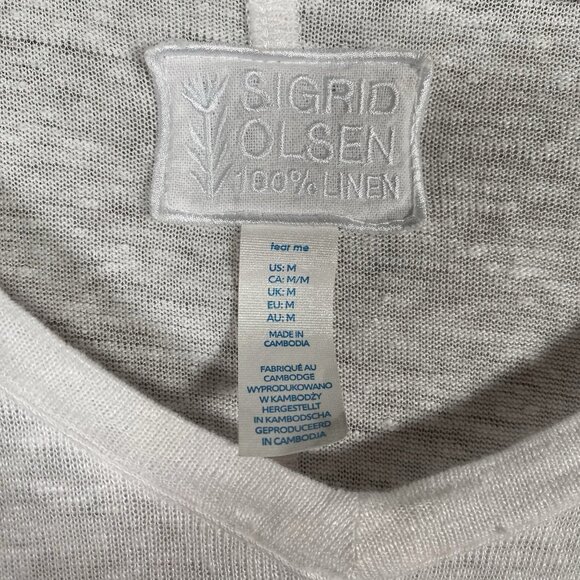 SIGRID
OLSEN
100% LINEN
tear me
US: M
CA: M/M
UK: M
EU: M
AU: M
MADE IN
CAMBODIA
FABRIQUÉ AU
CAMBODGE
WYPRODUKOWANO
W KAMBODŻY
HERGESTELLT
IN KAMBODSCHA
GEPRODUCEERD
IN CAMBODJA